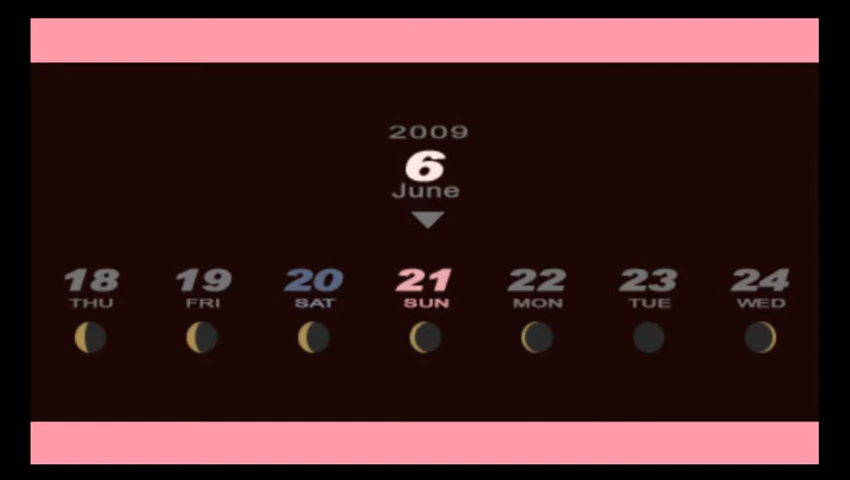 2009
6
June
18 19 20 21 22 23 24
THU FRI SAT SUN MON TUE WED